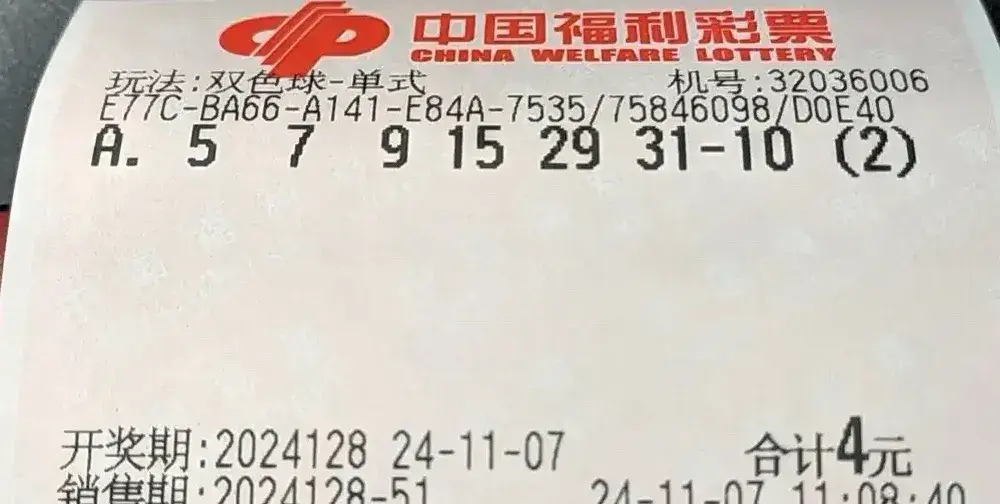 中国福利彩票
CHINA WELFARE LOTTERY
玩法:双色球-单式 机号:32036006
E77C-BA66-A141-E84A-7535/75846098/D0E40
A. 5 7 9 15 29 31-10 (2)
开奖期:2024128 24-11-07 合计4元
销售期:2024128-51 24-11-07 11:08:40